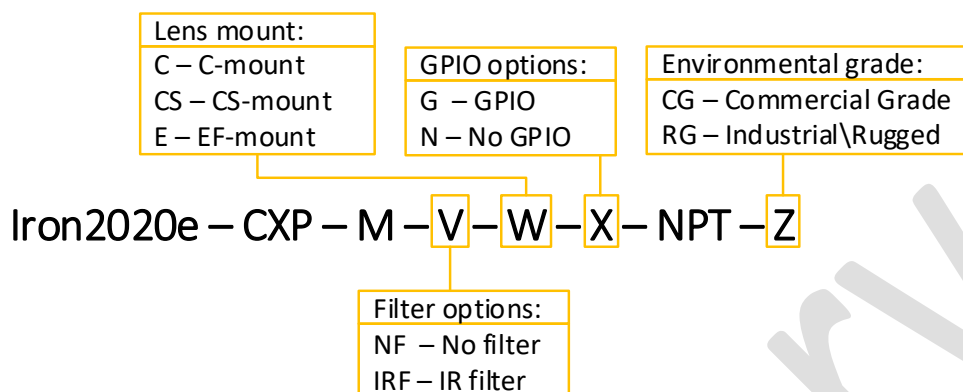 Lens mount:
C – C-mount
CS – CS-mount
E – EF-mount
GPIO options:
G – GPIO
N – No GPIO
Environmental grade:
CG – Commercial Grade
RG – Industrial\Rugged
Iron2020e – CXP – M – V – W – X – NPT – Z
Filter options:
NF – No filter
IRF – IR filter